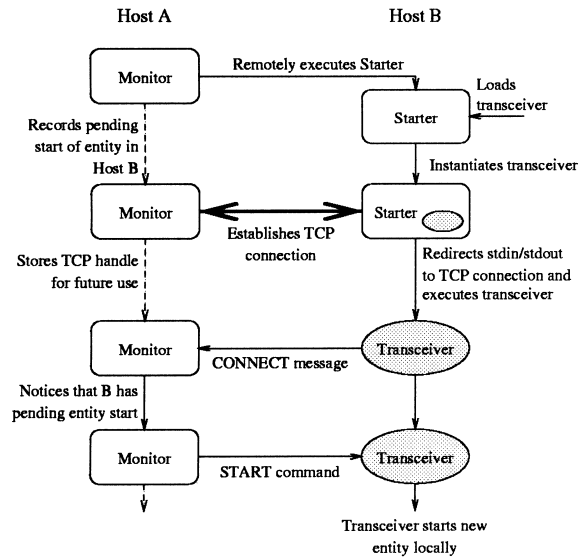 Host A
Host B
Remotely executes Starter
Monitor
Loads
transceiver
Starter
Records pending
start of entity in
Host B
Instantiates transceiver
Monitor
Starter
Establishes TCP
connection
Stores TCP handle
for future use
Redirects stdin/stdout
to TCP connection and
executes transceiver
Monitor
CONNECT message
Transceiver
Notices that B has
pending entity start
Monitor
START command
Transceiver
Transceiver starts new
entity locally